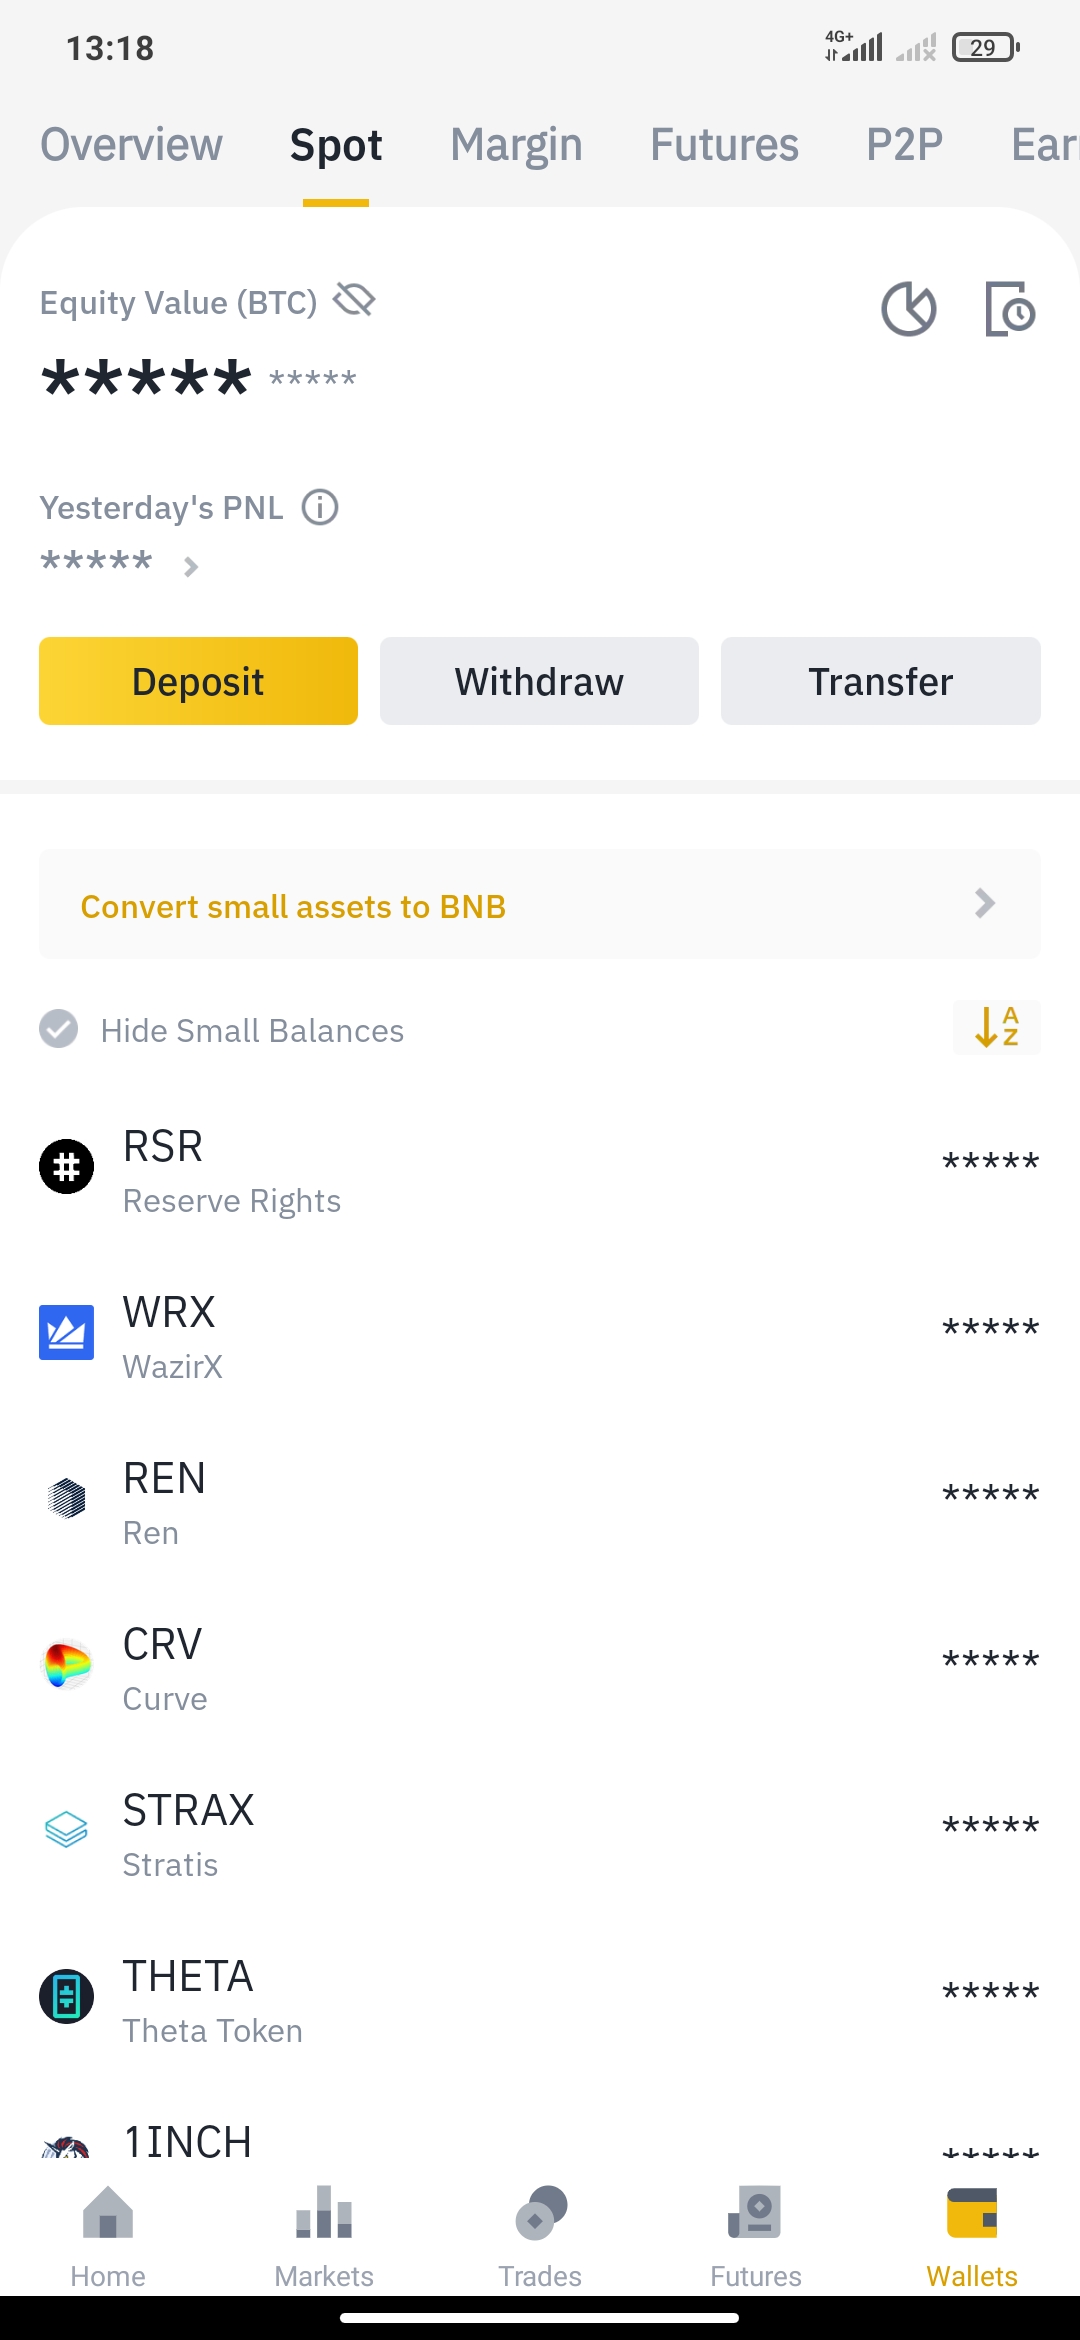 13:18
4G+
29
Overview Spot Margin Futures P2P Ear
Equity Value (BTC)
***** *****
Yesterday's PNL
*****
Deposit Withdraw Transfer
Convert small assets to BNB
Hide Small Balances
A
Z
RSR
Reserve Rights
*****
WRX
WazirX
*****
REN
Ren
*****
CRV
Curve
*****
STRAX
Stratis
*****
THETA
Theta Token
*****
1INCH
*****
Home Markets Trades Futures Wallets